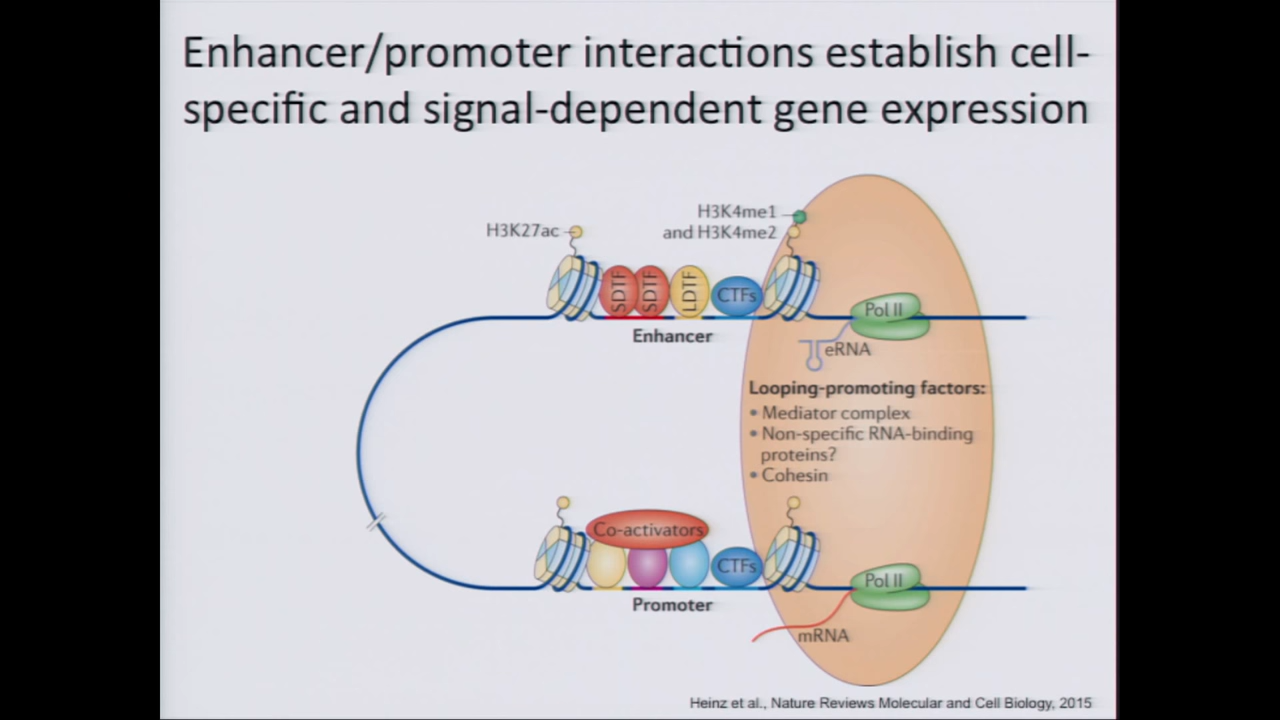 Enhancer/promoter interactions establish cell-
specific and signal-dependent gene expression
H3K4me1
H3K27ac
and H3K4me2
SDTF
SDTF
LDTF
CTFs
Pol II
Enhancer
eRNA
Looping-promoting factors:
• Mediator complex
• Non-specific RNA-binding
proteins?
• Cohesin
Co-activators
CTFs
Pol II
Promoter
mRNA
Heinz et al., Nature Reviews Molecular and Cell Biology, 2015